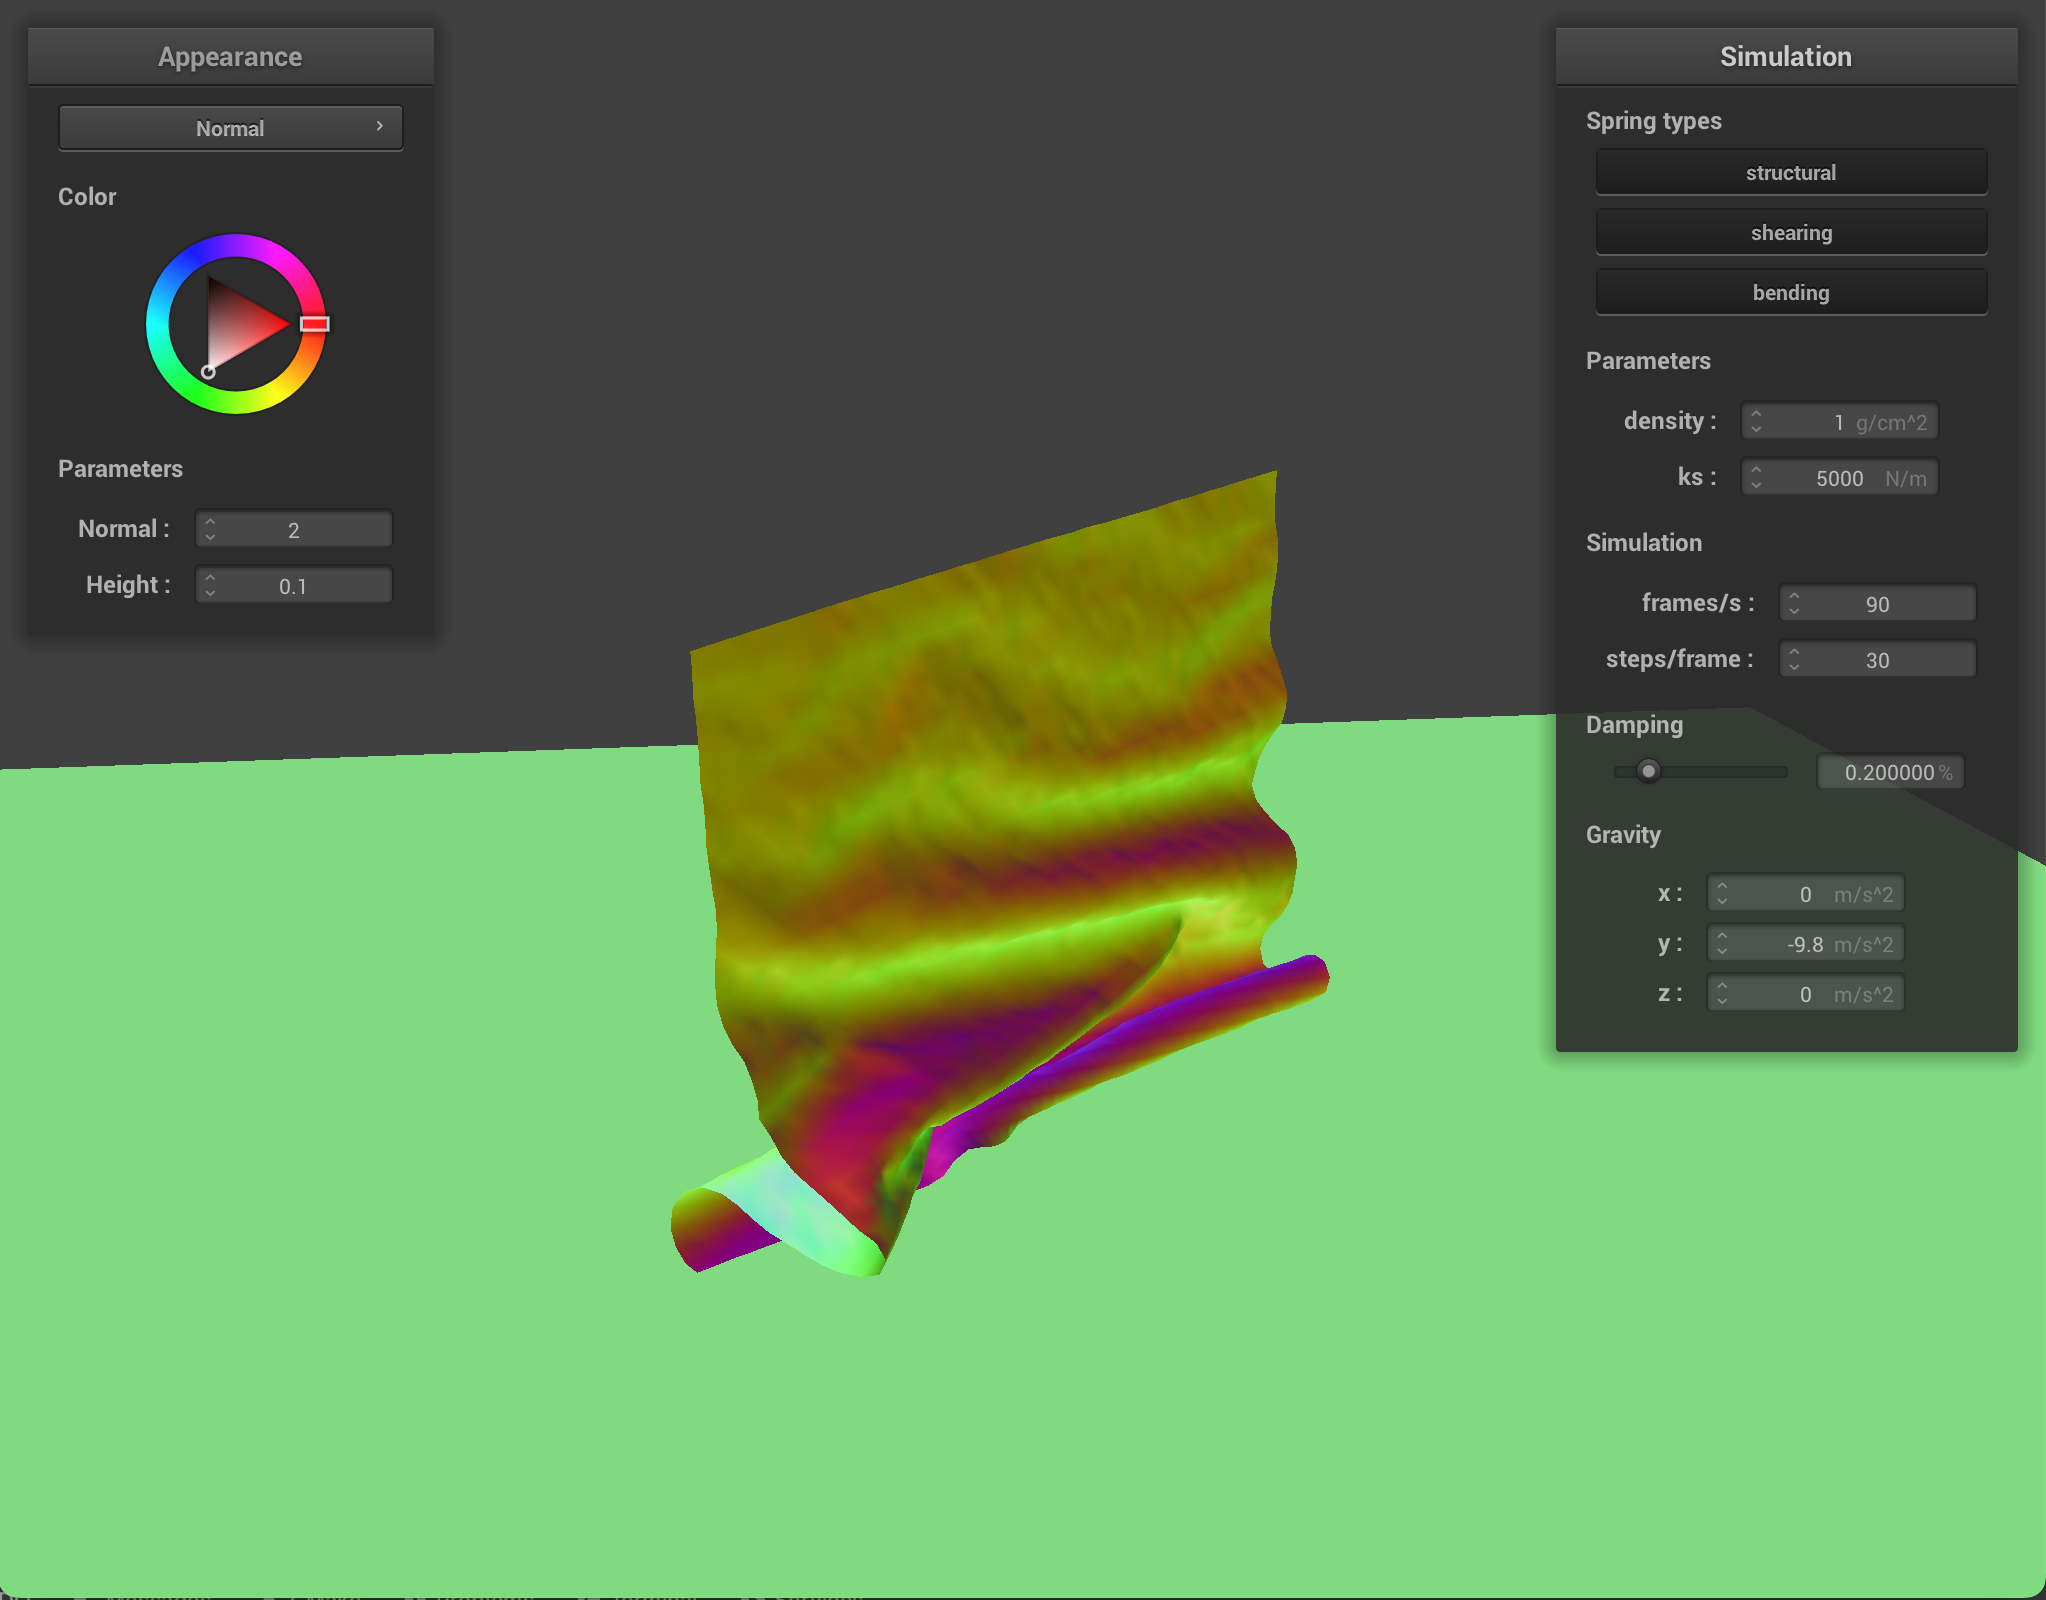 Appearance
Normal
Color
Parameters
Normal : 2
Height : 0.1
Simulation
Spring types
structural
shearing
bending
Parameters
density : 1 g/cm^2
ks : 5000 N/m
Simulation
frames/s : 90
steps/frame : 30
Damping
0.200000 %
Gravity
x : 0 m/s^2
y : -9.8 m/s^2
z : 0 m/s^2